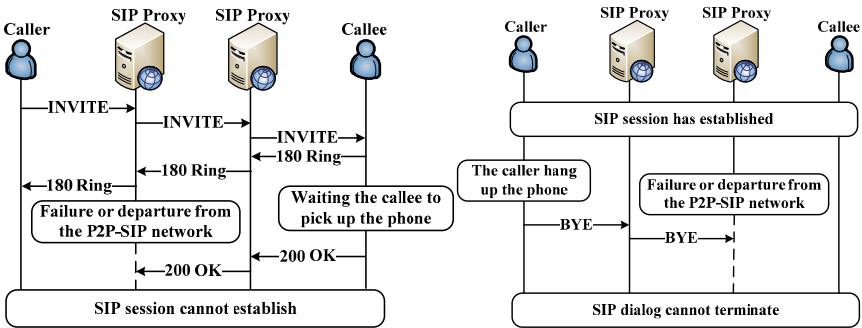 Caller
SIP Proxy
SIP Proxy
Callee
INVITE
INVITE
INVITE
180 Ring
180 Ring
180 Ring
Waiting the callee to
pick up the phone
Failure or departure from
the P2P-SIP network
200 OK
200 OK
SIP session cannot establish
Caller
SIP Proxy
SIP Proxy
Callee
SIP session has established
The caller hang
up the phone
Failure or departure from
the P2P-SIP network
BYE
BYE
SIP dialog cannot terminate